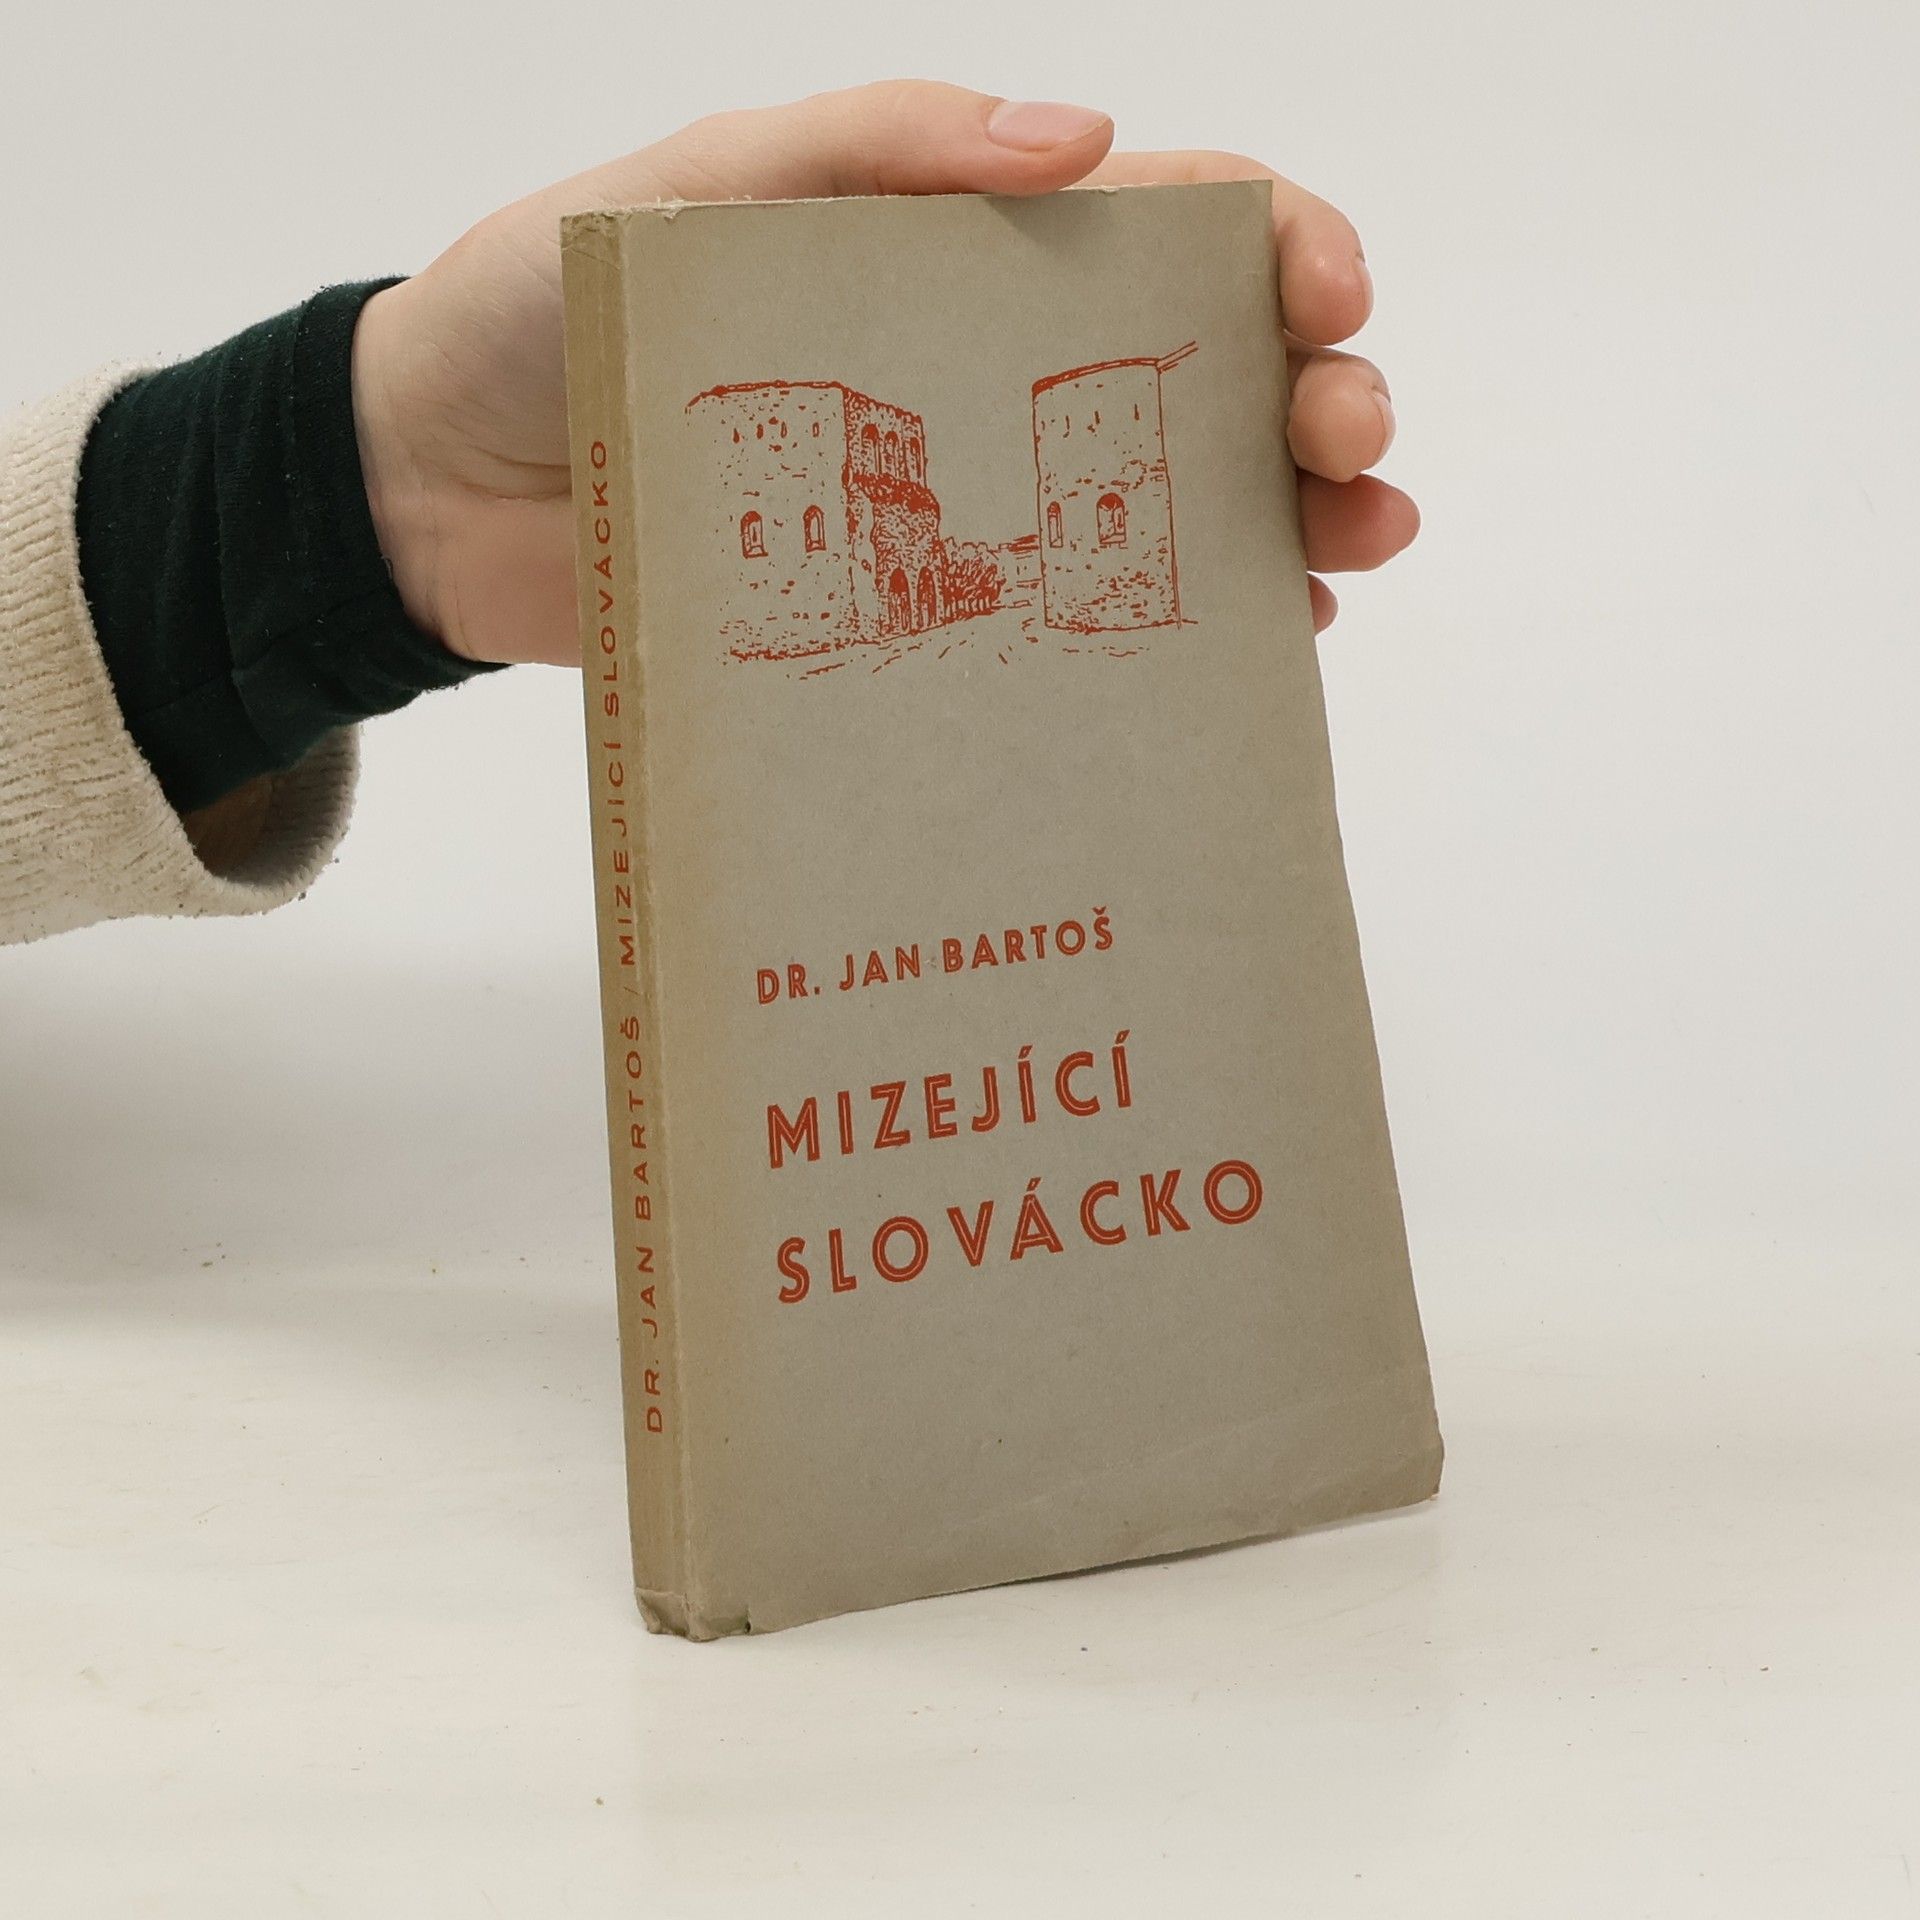 DR. JAN BARTOŠ / MIZEJÍCÍ SLOVÁCKO
DR. JAN BARTOŠ
MIZEJÍCÍ
SLOVÁCKO